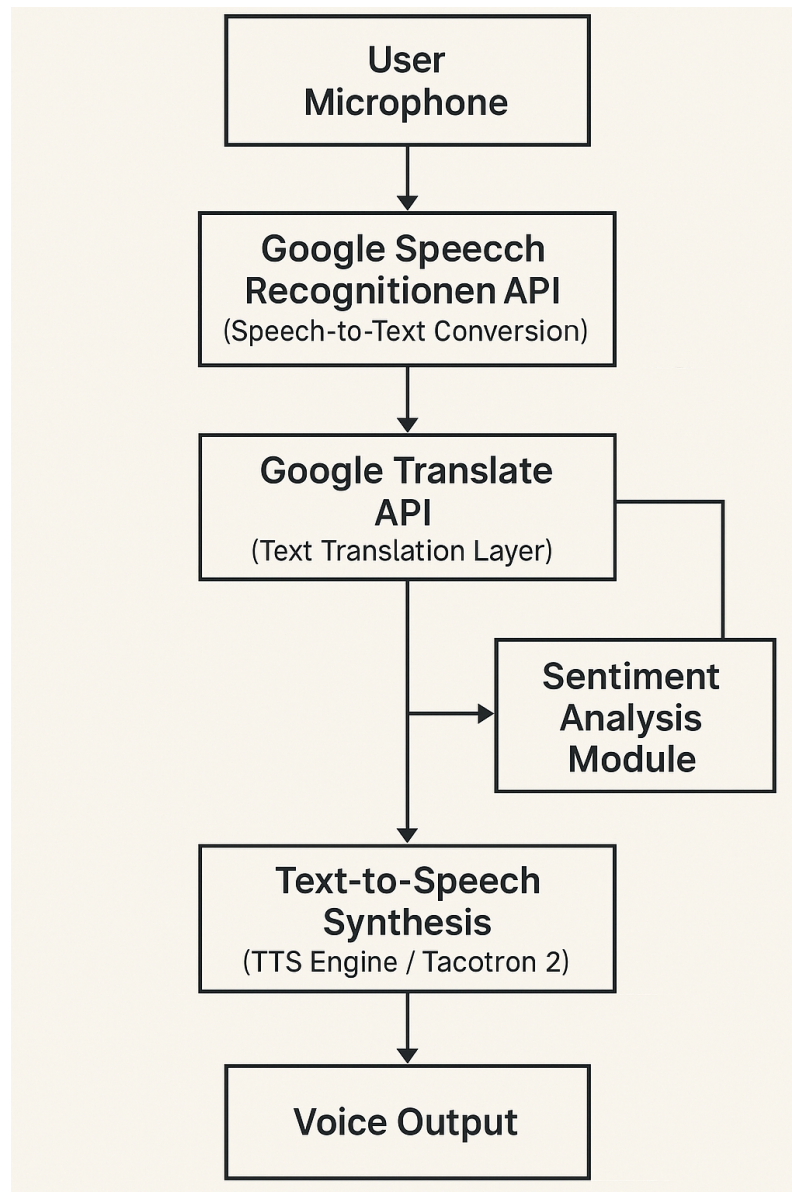 User
Microphone
Google Speecch
Recognitionen API
(Speech-to-Text Conversion)
Google Translate
API
(Text Translation Layer)
Sentiment
Analysis
Module
Text-to-Speech
Synthesis
(TTS Engine / Tacotron 2)
Voice Output